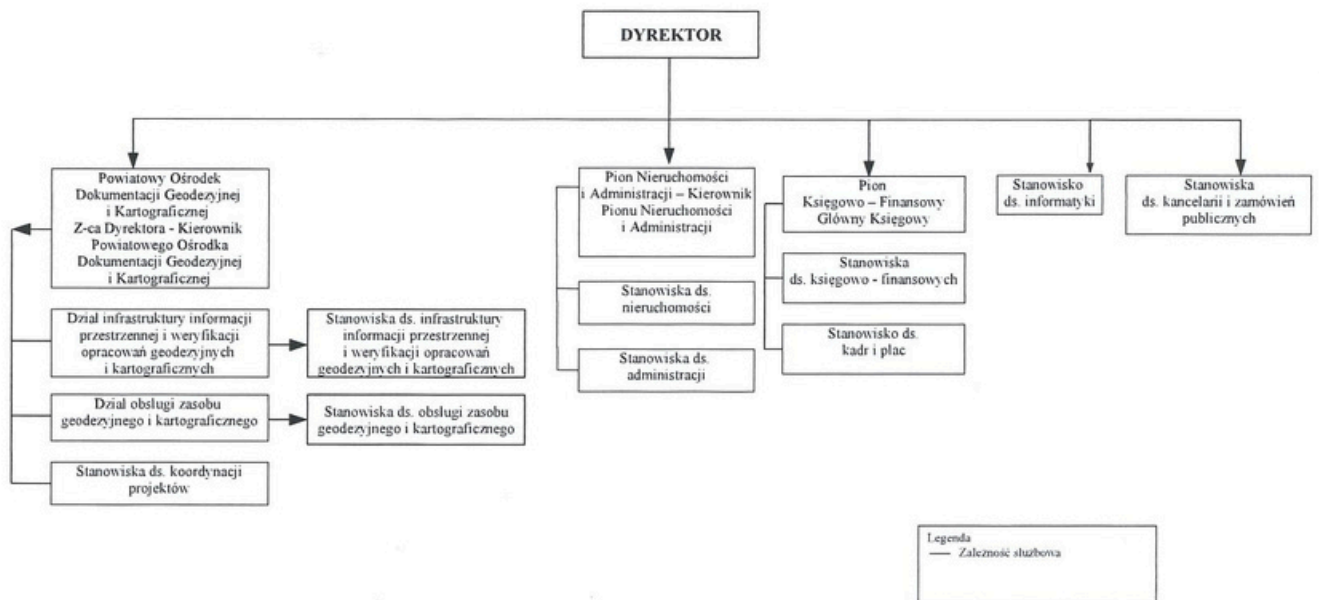 DYREKTOR
Powiatowy Ośrodek
Dokumentacji Geodezyjnej
i Kartograficznej
Z-ca Dyrektora - Kierownik
Powiatowego Ośrodka
Dokumentacji Geodezyjnej
i Kartograficznej
Dział infrastruktury informacji
przestrzennej i weryfikacji
opracowań geodezyjnych
i kartograficznych
Stanowiska ds. infrastruktury
informacji przestrzennej
i weryfikacji opracowań
geodezyjnych i kartograficznych
Dział obsługi zasobu
geodezyjnego i kartograficznego
Stanowiska ds. obsługi zasobu
geodezyjnego i kartograficznego
Stanowiska ds. koordynacji
projektów
Pion Nieruchomości
i Administracji – Kierownik
Pionu Nieruchomości
i Administracji
Stanowiska ds.
nieruchomości
Stanowiska ds.
administracji
Pion
Księgowo – Finansowy
Główny Księgowy
Stanowiska
ds. księgowo - finansowych
Stanowisko ds.
kadr i płac
Stanowisko
ds. informatyki
Stanowiska
ds. kancelarii i zamówień
publicznych
Legenda
Zależność służbowa